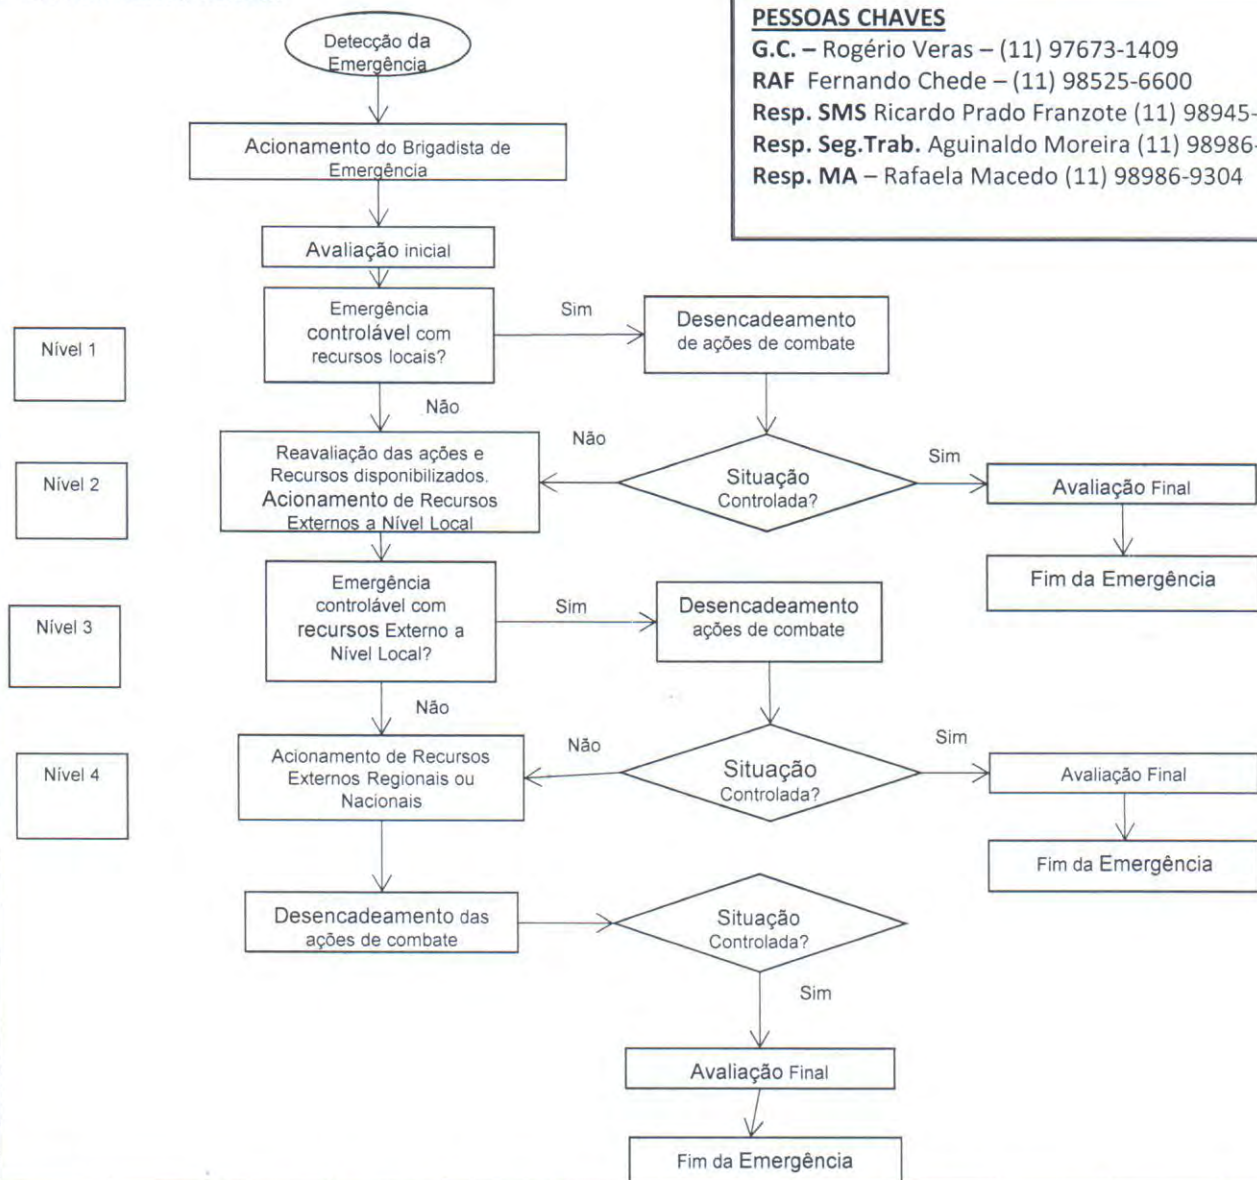 PESSOAS CHAVES
G.C. – Rogério Veras – (11) 97673-1409
RAF Fernando Chede – (11) 98525-6600
Resp. SMS Ricardo Prado Franzote (11) 98945-
Resp. Seg.Trab. Aguinaldo Moreira (11) 98986-
Resp. MA – Rafaela Macedo (11) 98986-9304
Detecção da
Emergência
Acionamento do Brigadista de
Emergência
Avaliação inicial
Nível 1
Emergência
controlável com
recursos locais?
Sim
Desencadeamento
de ações de combate
Não
Nível 2
Reavaliação das ações e
Recursos disponibilizados.
Acionamento de Recursos
Externos a Nível Local
Não
Situação
Controlada?
Sim
Avaliação Final
Fim da Emergência
Nível 3
Emergência
controlável com
recursos Externo a
Nível Local?
Sim
Desencadeamento
ações de combate
Não
Nível 4
Acionamento de Recursos
Externos Regionais ou
Nacionais
Não
Situação
Controlada?
Sim
Avaliação Final
Fim da Emergência
Desencadeamento das
ações de combate
Situação
Controlada?
Sim
Avaliação Final
Fim da Emergência